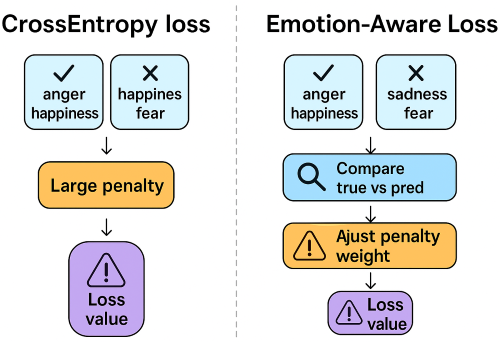 CrossEntropy loss
anger
happiness
happines
fear
Large penalty
Loss
value
Emotion-Aware Loss
anger
happiness
sadness
fear
Compare
true vs pred
Ajust penalty
weight
Loss
value